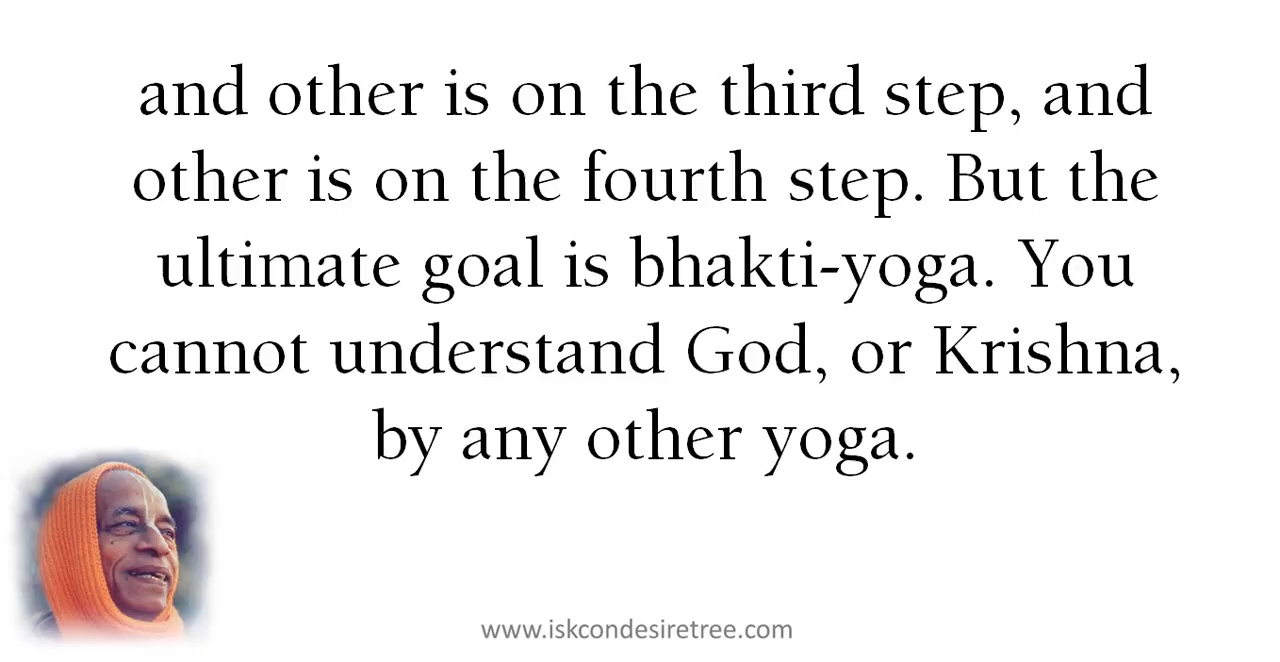 and other is on the third step, and
other is on the fourth step. But the
ultimate goal is bhakti-yoga. You
cannot understand God, or Krishna,
by any other yoga.
www.iskcondesiretree.com